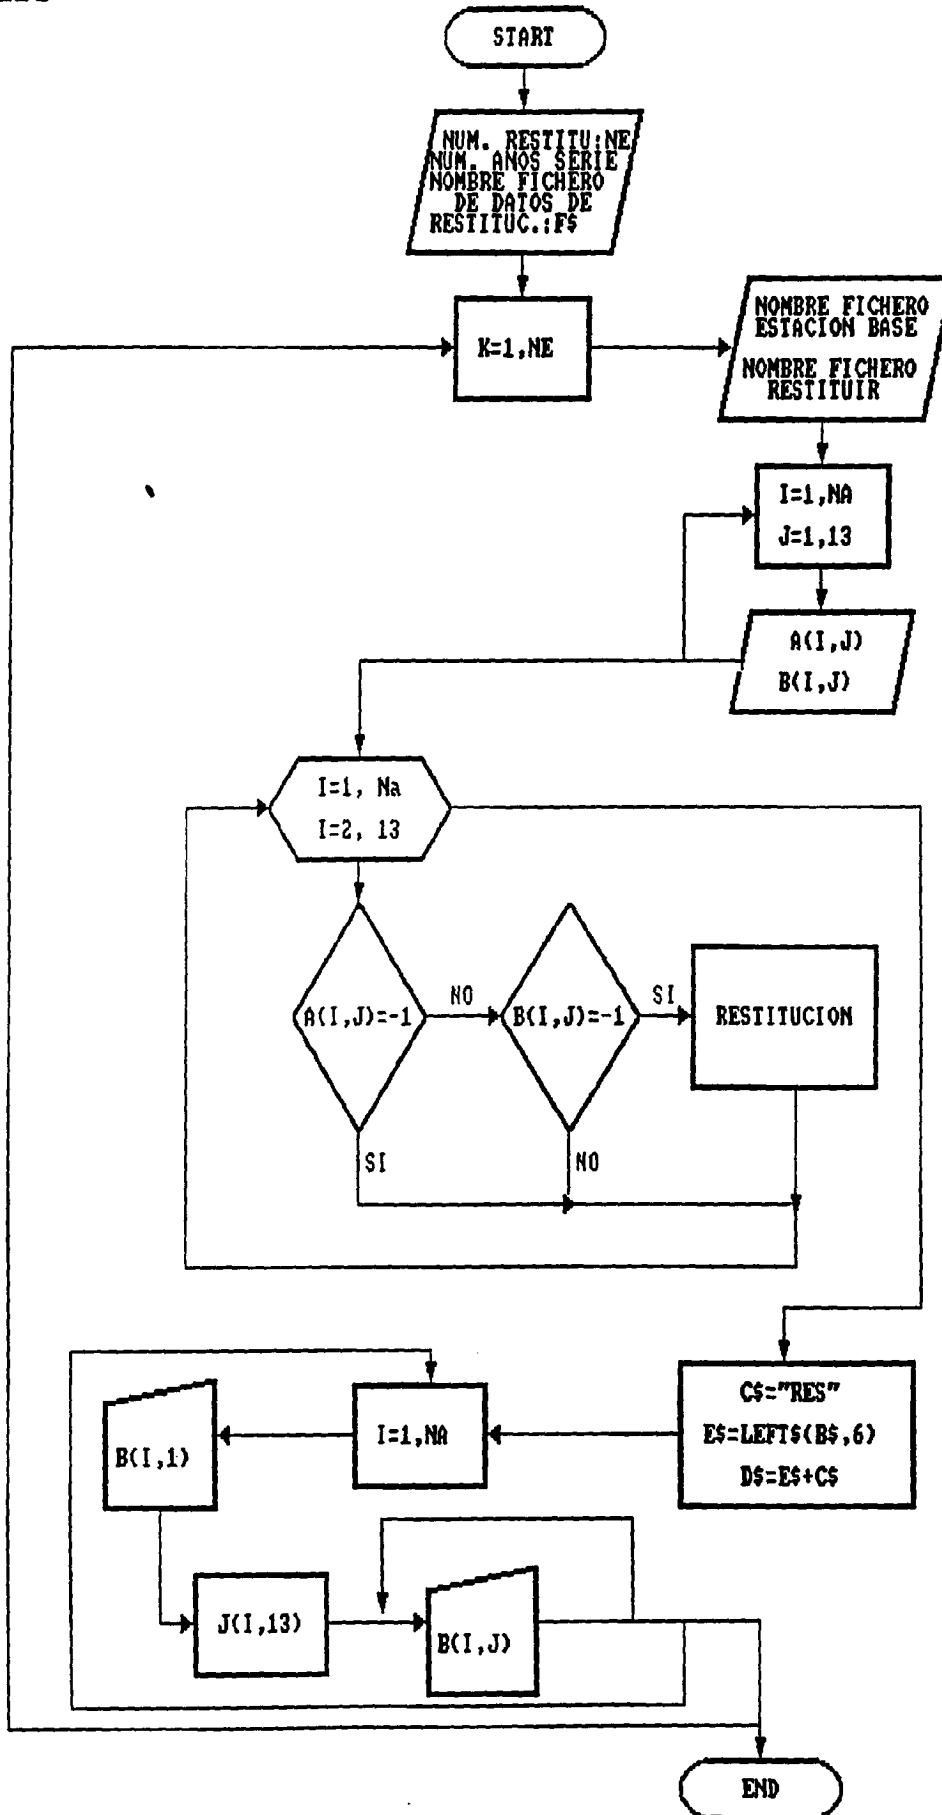 START
NUM. RESTITU:NE
NUM. ANOS SERIE
NOMBRE FICHERO
DE DATOS DE
RESTITUC.:F$
K=1,NE
NOMBRE FICHERO
ESTACION BASE
NOMBRE FICHERO
RESTITUIR
I=1,NA
J=1,13
A(I,J)
B(I,J)
I=1, Na
I=2, 13
A(I,J)=-1
NO
B(I,J)=-1
SI
RESTITUCION
SI
NO
C$="RES"
E$=LEFT$(B$,6)
D$=E$+C$
I=1,NA
B(I,1)
J(I,13)
B(I,J)
END